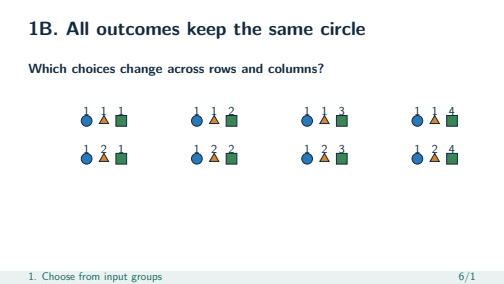 1B. All outcomes keep the same circle
Which choices change across rows and columns?
1 1 1 1 1 2 1 1 3 1 1 4
1 2 1 1 2 2 1 2 3 1 2 4
1. Choose from input groups 6/1